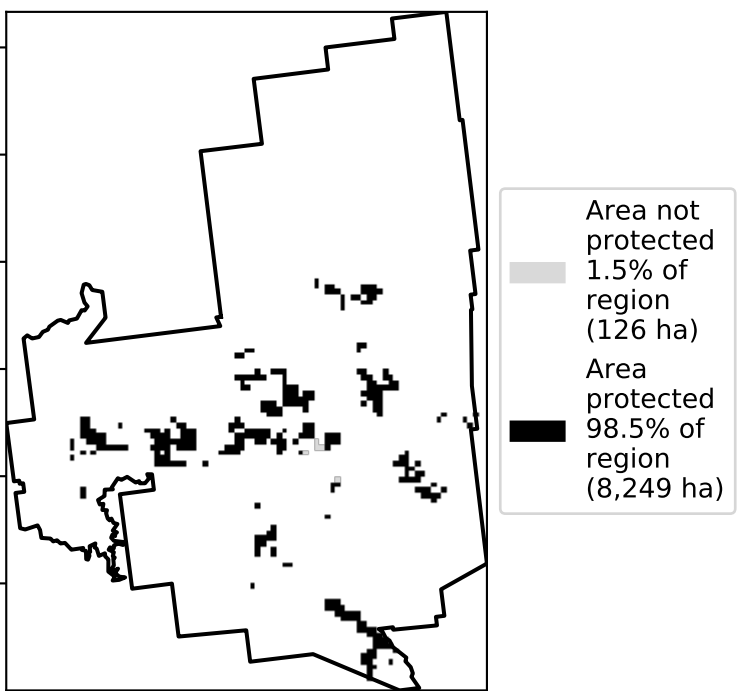 Area not
protected
1.5% of
region
(126 ha)
Area
protected
98.5% of
region
(8,249 ha)